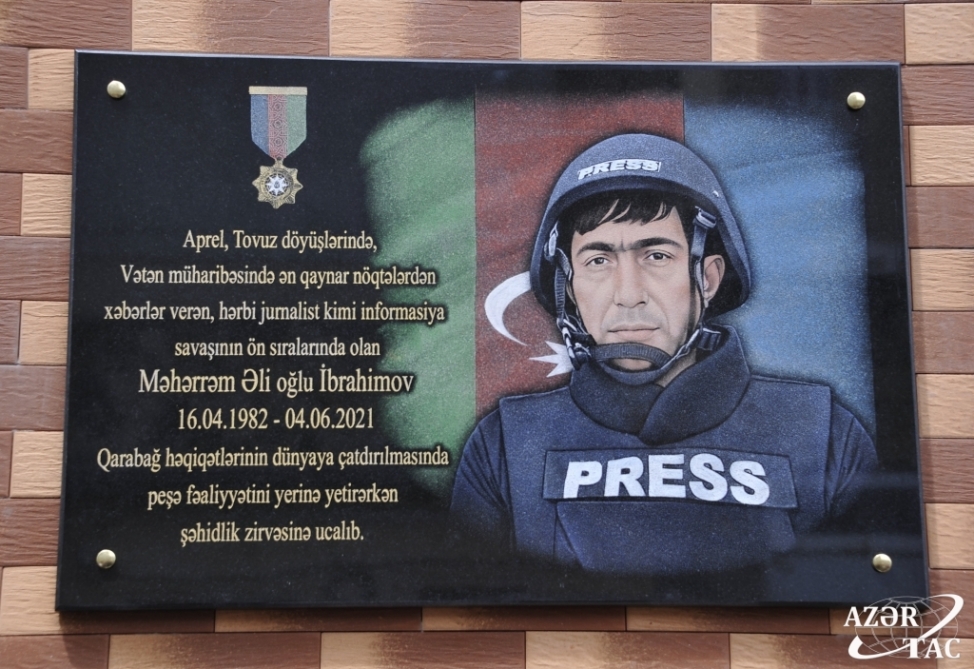 Aprel, Tovuz döyüşlərində,
Vətən müharibəsində ən qaynar nöqtələrdən
xəbərlər verən, hərbi jurnalist kimi informasiya
savaşının ön sıralarında olan
Məhərrəm Əli oğlu İbrahimov
16.04.1982 - 04.06.2021
Qarabağ həqiqətlərinin dünyaya çatdırılmasında
peşə fəaliyyətini yerinə yetirərkən
şəhidlik zirvəsinə ucalıb.
PRESS
PRESS
AZƏR
TAC